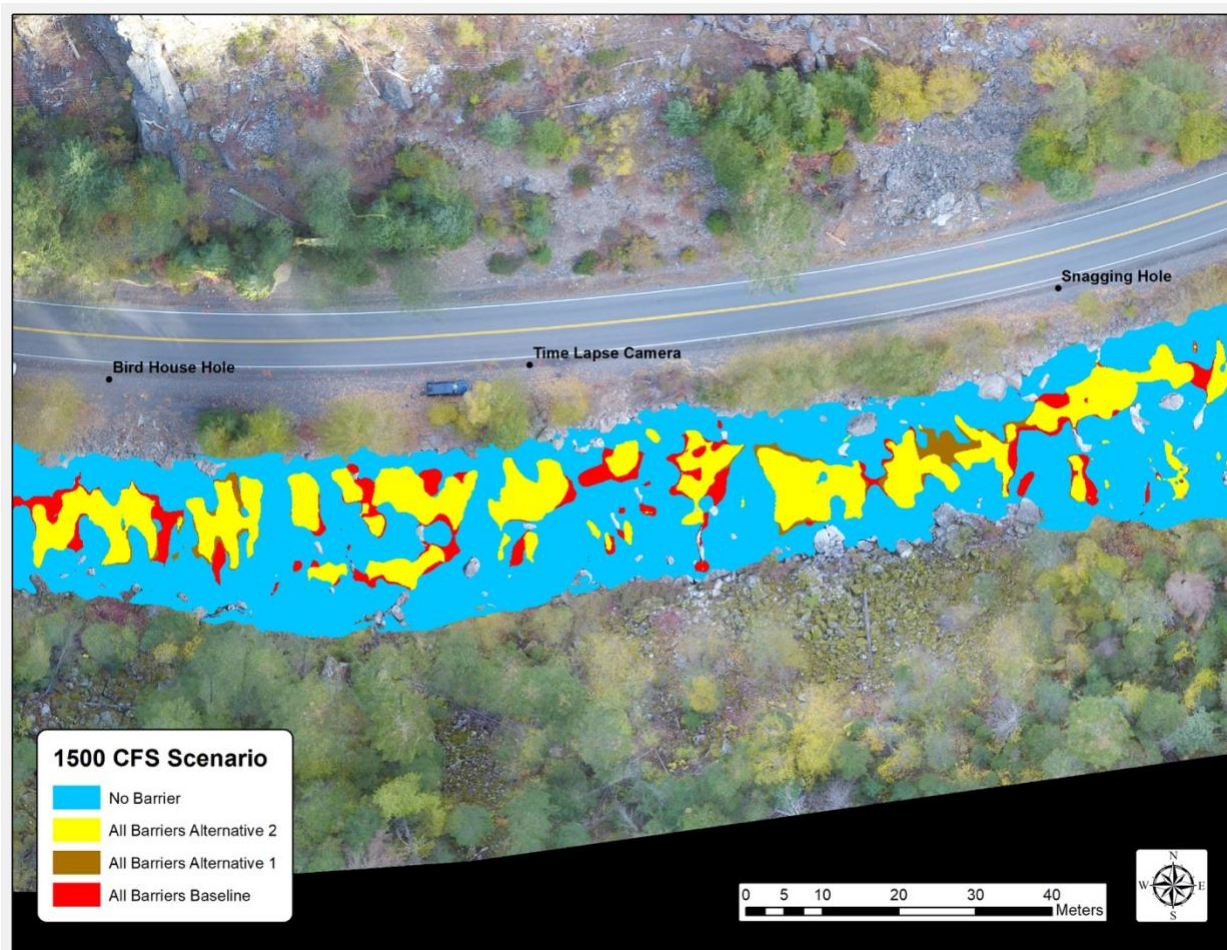 Snagging Hole
Time Lapse Camera
Bird House Hole
1500 CFS Scenario
No Barrier
All Barriers Alternative 2
All Barriers Alternative 1
All Barriers Baseline
0 5 10 20 30 40
Meters
N
W E
S